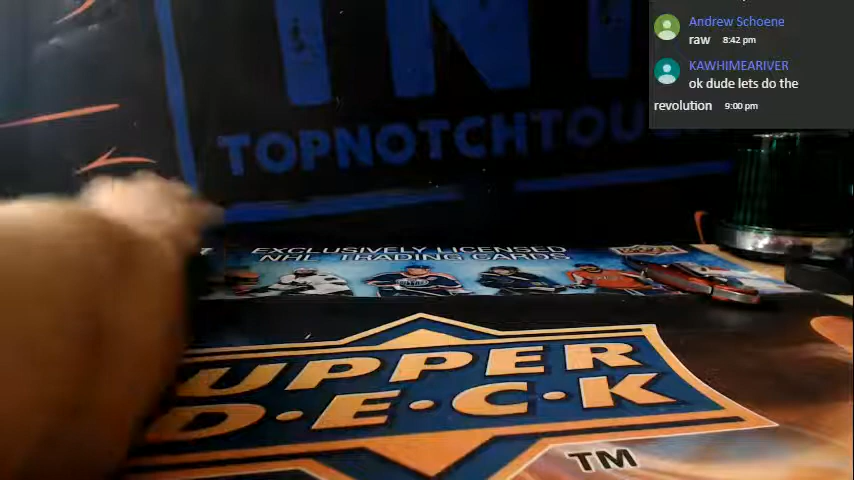 Andrew Schoene
raw 8:42 pm
KAWHIMEARIVER
ok dude lets do the
revolution 9:00 pm
TNT
TOPNOTCHTOU
EXCLUSIVELY LICENSED
NHL TRADING CARDS
UPPER
D•E•C•K
TM